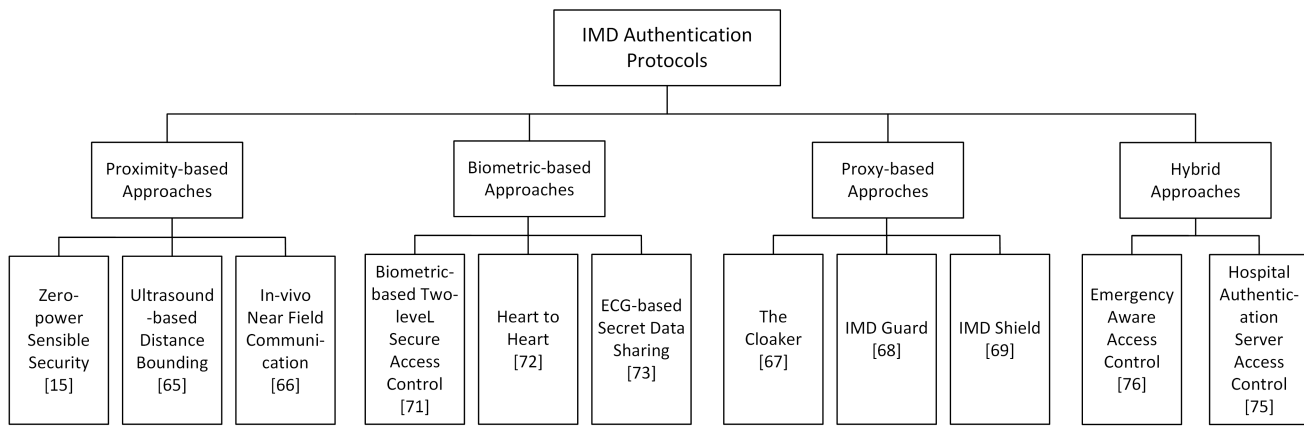 IMD Authentication
Protocols
Proximity-based
Approaches
Biometric-based
Approaches
Proxy-based
Approches
Hybrid
Approaches
Zero-
power
Sensible
Security
[15]
Ultrasound
-based
Distance
Bounding
[65]
In-vivo
Near Field
Communi-
cation
[66]
Biometric-
based Two-
leveL
Secure
Access
Control
[71]
Heart to
Heart
[72]
ECG-based
Secret Data
Sharing
[73]
The
Cloaker
[67]
IMD Guard
[68]
IMD Shield
[69]
Emergency
Aware
Access
Control
[76]
Hospital
Authentic-
ation
Server
Access
Control
[75]